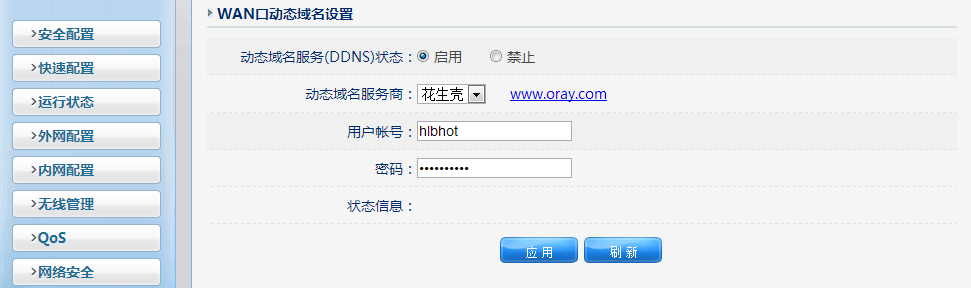 安全配置
快速配置
运行状态
外网配置
内网配置
无线管理
QoS
网络安全
WAN口动态域名设置
动态域名服务(DDNS)状态： 启用 禁止
动态域名服务商： 花生壳 www.oray.com
用户帐号： hlbhot
密码： ••••••••••
状态信息：
应用 刷新